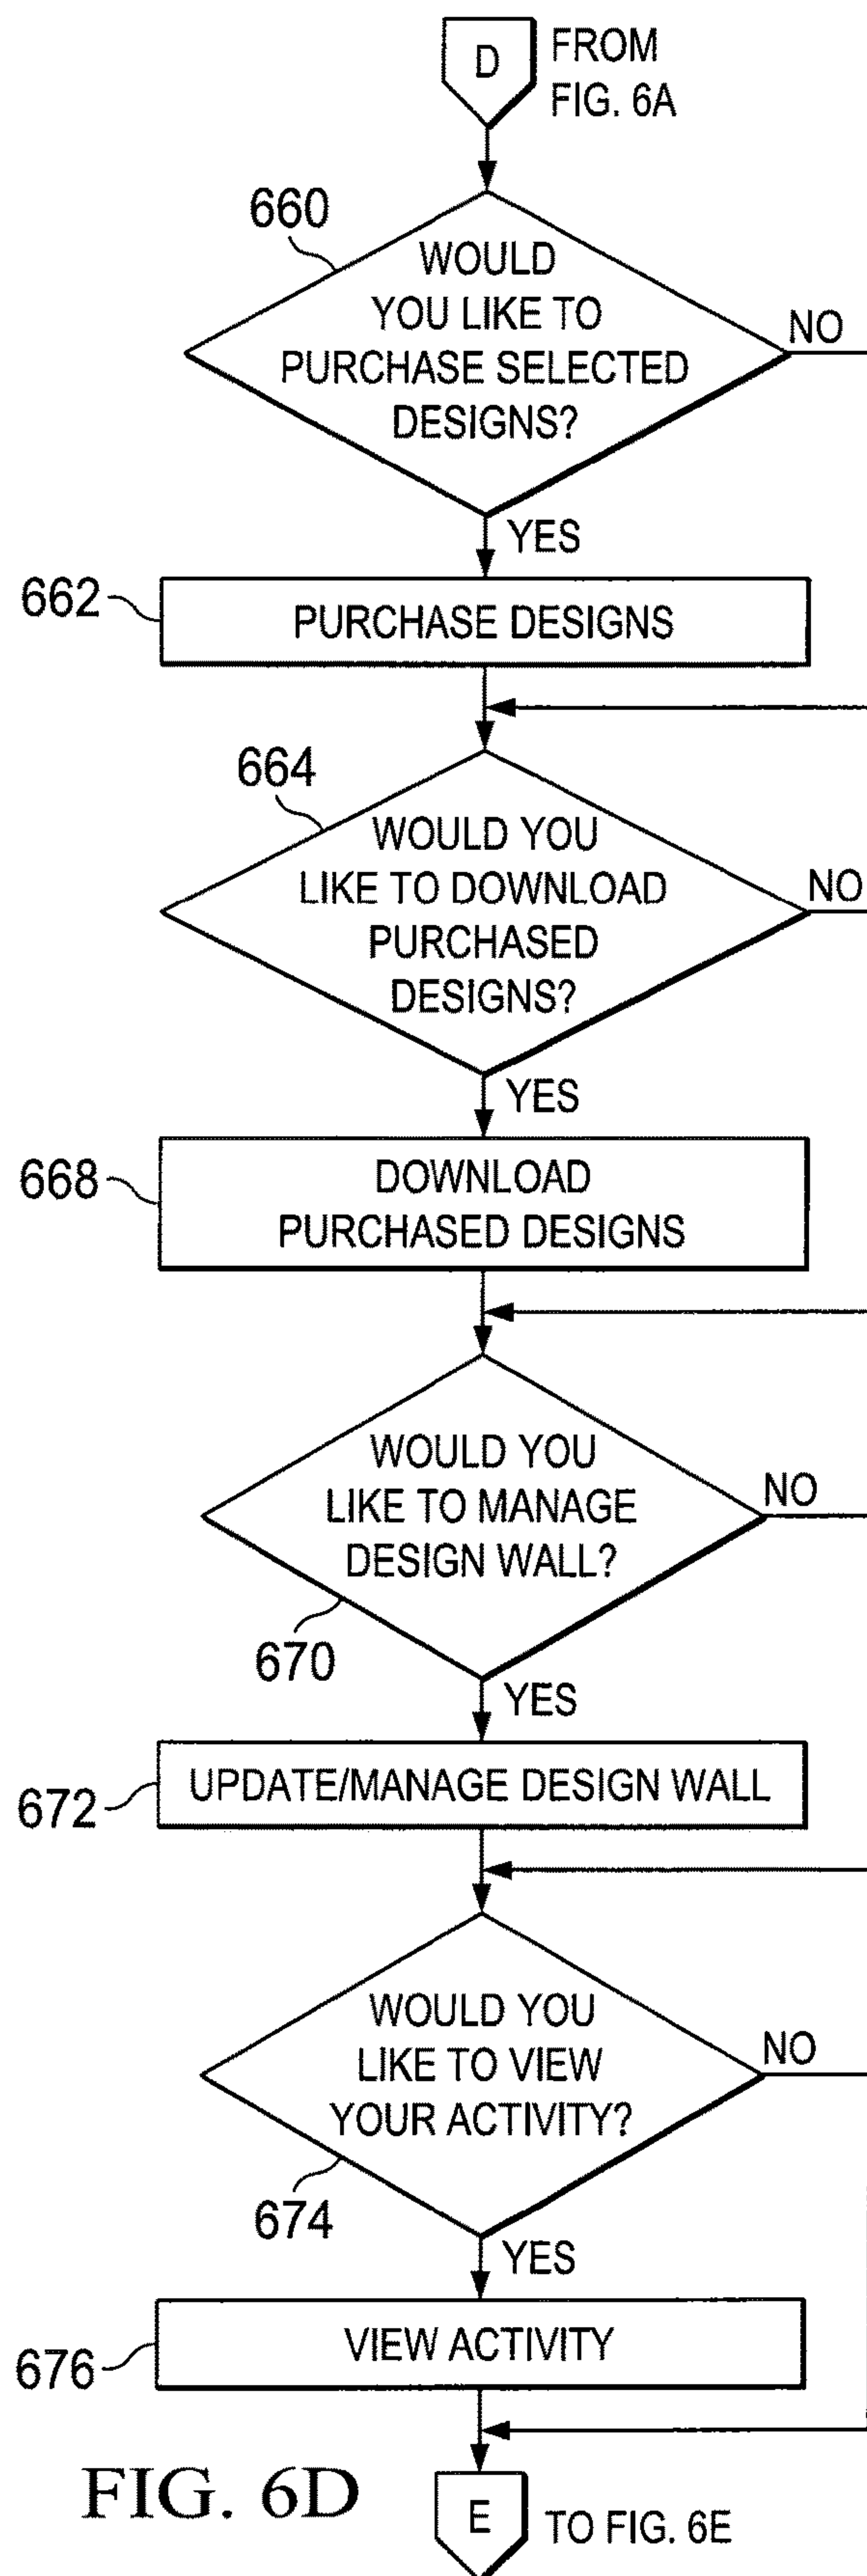 D
FROM
FIG. 6A
660
WOULD
YOU LIKE TO
PURCHASE SELECTED
DESIGNS?
NO
YES
662
PURCHASE DESIGNS
664
WOULD YOU
LIKE TO DOWNLOAD
PURCHASED
DESIGNS?
NO
YES
668
DOWNLOAD
PURCHASED DESIGNS
WOULD YOU
LIKE TO MANAGE
DESIGN WALL?
NO
670
YES
672
UPDATE/MANAGE DESIGN WALL
WOULD YOU
LIKE TO VIEW
YOUR ACTIVITY?
NO
674
YES
676
VIEW ACTIVITY
FIG. 6D
E
TO FIG. 6E